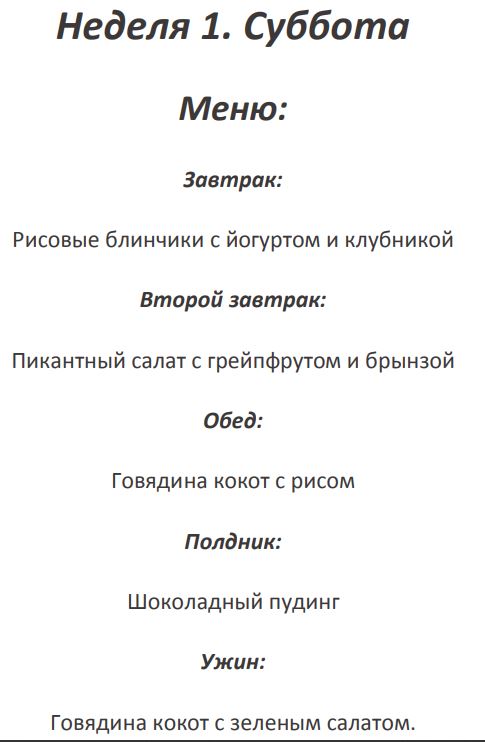 Неделя 1. Суббота
Меню:
Завтрак:
Рисовые блинчики с йогуртом и клубникой
Второй завтрак:
Пикантный салат с грейпфрутом и брынзой
Обед:
Говядина кокот с рисом
Полдник:
Шоколадный пудинг
Ужин:
Говядина кокот с зеленым салатом.